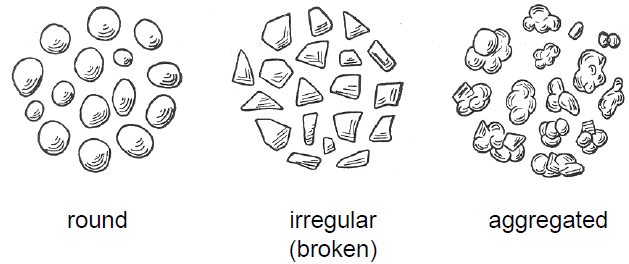 round
irregular
(broken)
aggregated